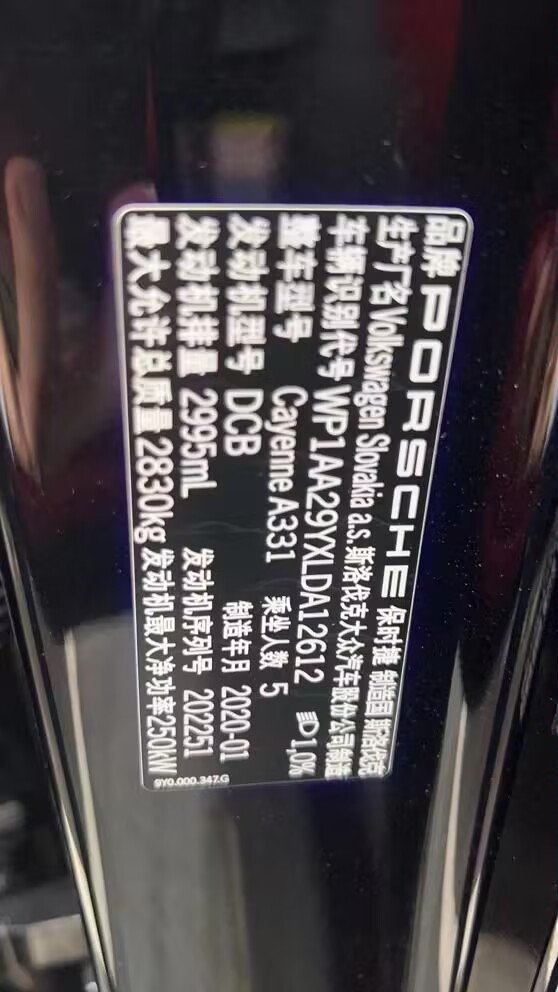 品牌 PORSCHE 保时捷 制造国 斯洛伐克
生产厂名 Volkswagen Slovakia a.s. 斯洛伐克大众汽车股份公司制造
车辆识别代号 WP1AA29YXLDA12612 1,0%
整车型号 Cayenne A331 乘坐人数 5
发动机型号 DCB 制造年月 2020-01
发动机排量 2995mL 发动机序列号 202251
最大允许总质量 2830kg 发动机最大净功率 250kW
9Y0.000.347.G